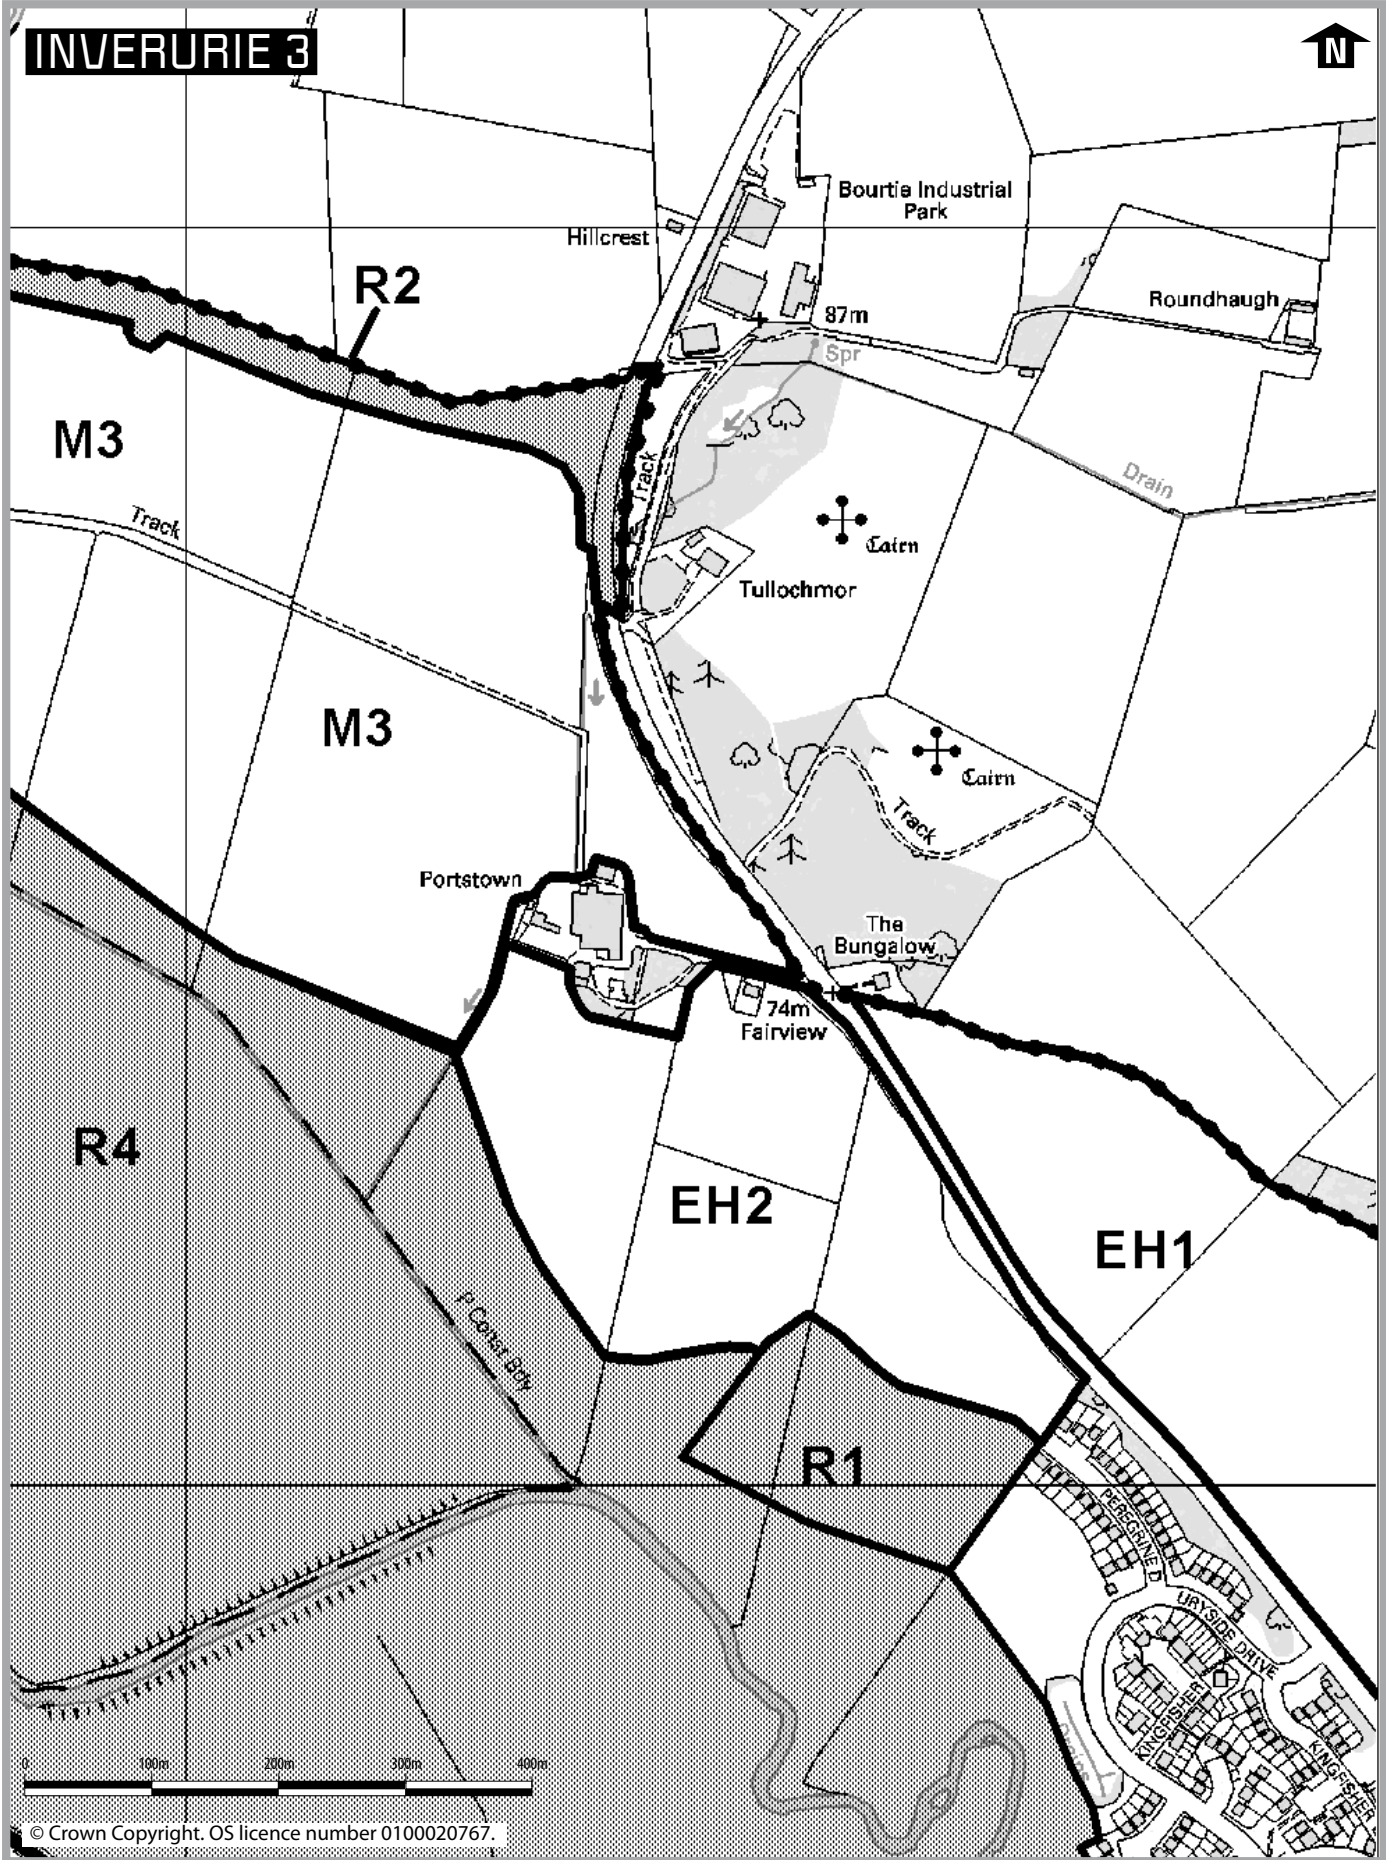 INVERURIE 3
N
Bourtie Industrial
Park
Hillcrest
R2
Roundhaugh
87m
Spr
M3
Track
Drain
Track
Cairn
Tullochmor
M3
Cairn
Track
Portstown
The
Bungalow
74m
Fairview
R4
EH2
EH1
P Const Bdy
R1
PEREGRINE D
URYSIDE DRIVE
KINGFISHER
KINGFISHER
Drains
0 100m 200m 300m 400m
© Crown Copyright. OS licence number 0100020767.